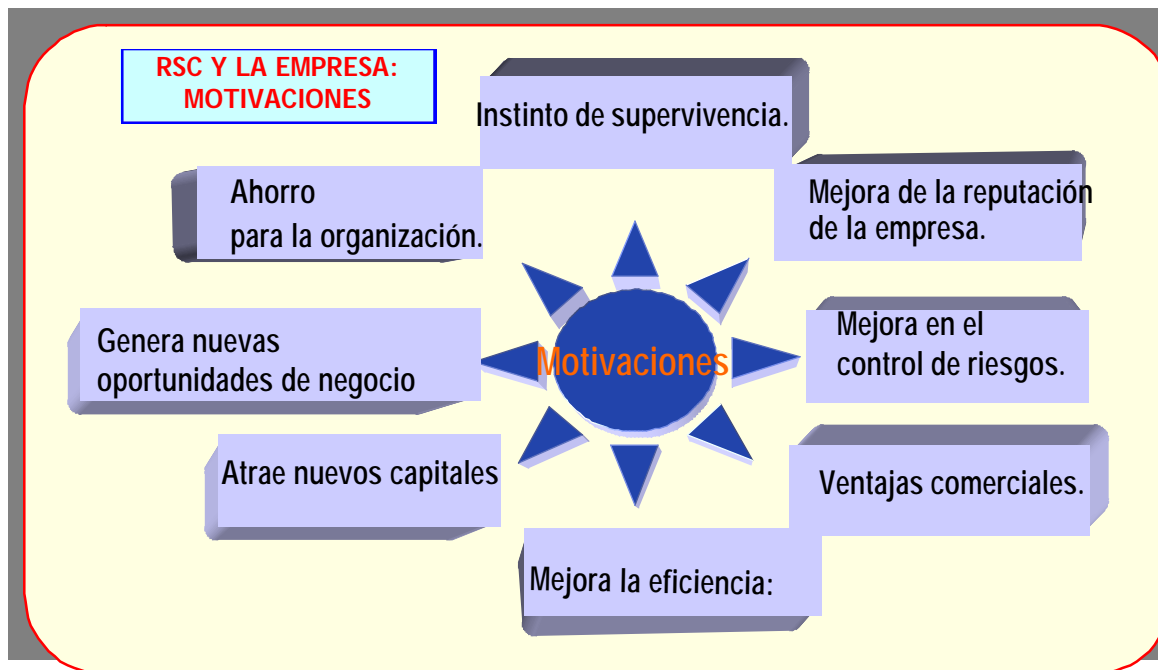 RSC Y LA EMPRESA:
MOTIVACIONES
Instinto de supervivencia.
Mejora de la reputación
de la empresa.
Ahorro
para la organización.
Mejora en el
control de riesgos.
Genera nuevas
oportunidades de negocio
Motivaciones
Atrae nuevos capitales
Ventajas comerciales.
Mejora la eficiencia: